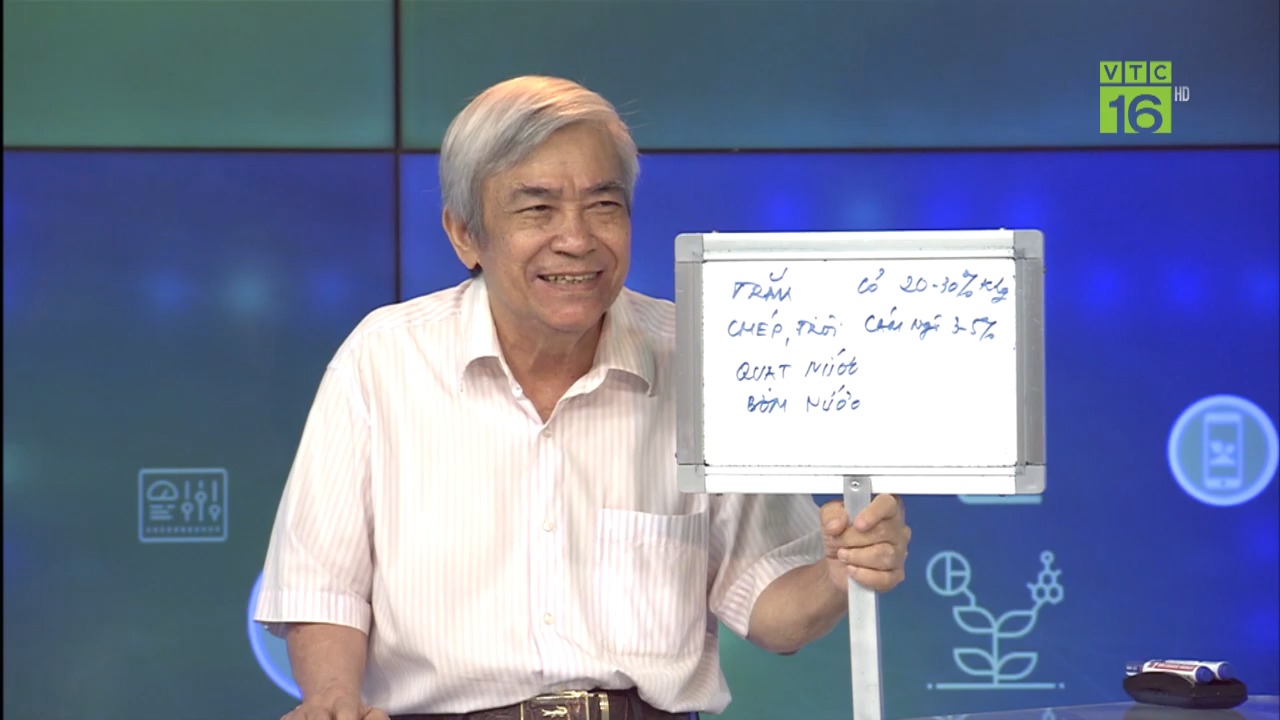 VTC
16 HD
TRẮM CỎ 20-30% Klg
CHÉP, TRÔI CÁM NGÔ 3-5%
QUẠT NƯỚC
BƠM NƯỚC